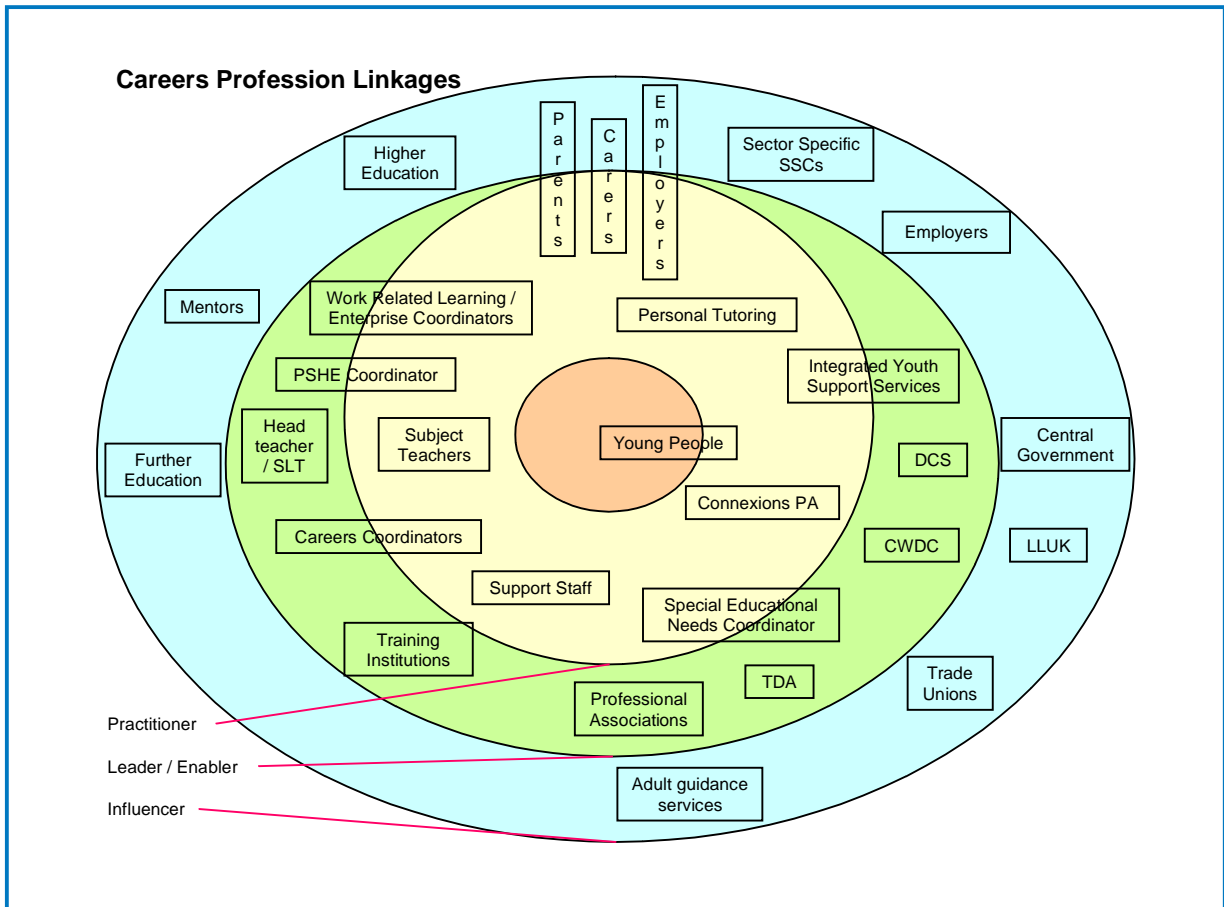 Careers Profession Linkages
Parents
Carers
Employers
Higher
Education
Sector Specific
SSCs
Employers
Mentors
Work Related Learning /
Enterprise Coordinators
Personal Tutoring
PSHE Coordinator
Integrated Youth
Support Services
Head
teacher
/ SLT
Subject
Teachers
Young People
DCS
Central
Government
Further
Education
Connexions PA
Careers Coordinators
CWDC
LLUK
Support Staff
Special Educational
Needs Coordinator
Training
Institutions
TDA
Trade
Unions
Professional
Associations
Practitioner
Leader / Enabler
Adult guidance
services
Influencer